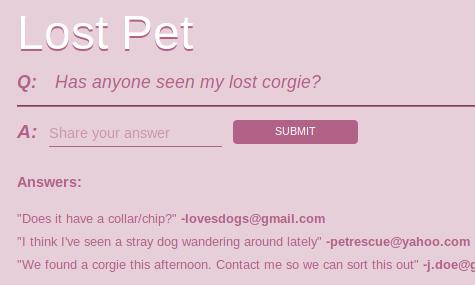 Lost Pet
Q: Has anyone seen my lost corgie?
A: Share your answer SUBMIT
Answers:
"Does it have a collar/chip?" -lovesdogs@gmail.com
"I think I've seen a stray dog wandering around lately" -petrescue@yahoo.com
"We found a corgie this afternoon. Contact me so we can sort this out" -j.doe@g